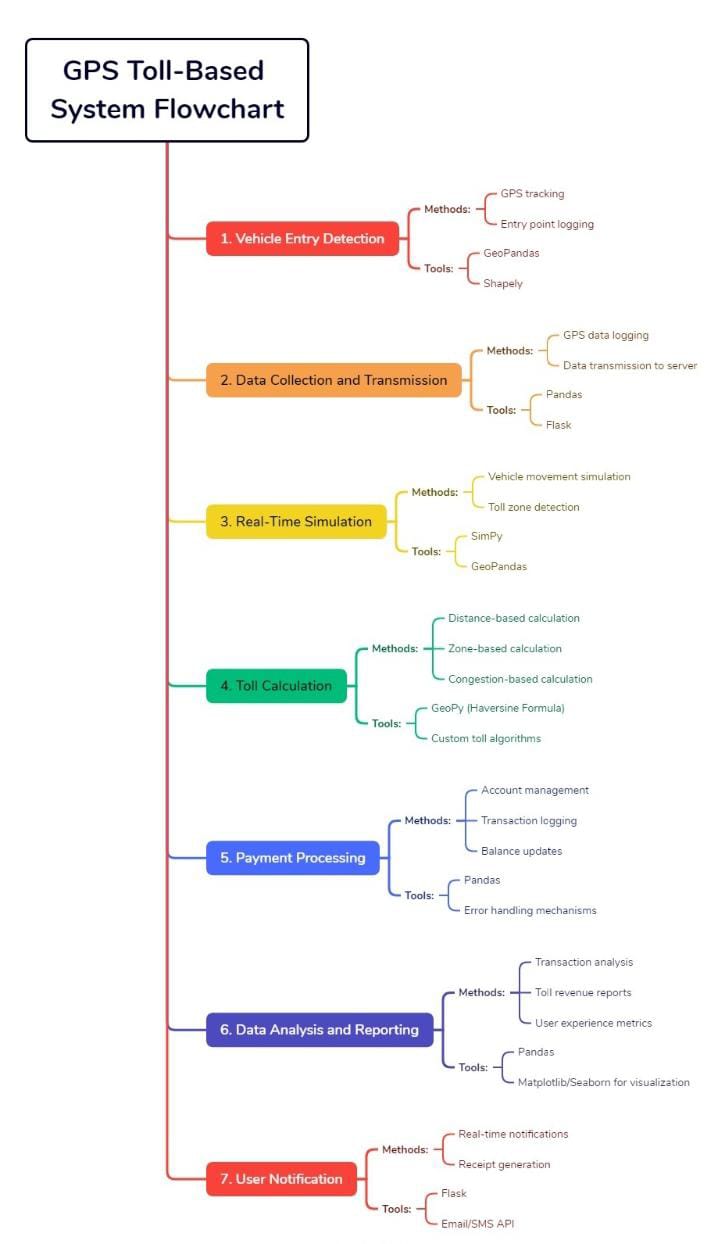 GPS Toll-Based
System Flowchart
1. Vehicle Entry Detection
Methods:
GPS tracking
Entry point logging
Tools:
GeoPandas
Shapely
2. Data Collection and Transmission
Methods:
GPS data logging
Data transmission to server
Tools:
Pandas
Flask
3. Real-Time Simulation
Methods:
Vehicle movement simulation
Toll zone detection
Tools:
SimPy
GeoPandas
4. Toll Calculation
Methods:
Distance-based calculation
Zone-based calculation
Congestion-based calculation
Tools:
GeoPy (Haversine Formula)
Custom toll algorithms
5. Payment Processing
Methods:
Account management
Transaction logging
Balance updates
Tools:
Pandas
Error handling mechanisms
6. Data Analysis and Reporting
Methods:
Transaction analysis
Toll revenue reports
User experience metrics
Tools:
Pandas
Matplotlib/Seaborn for visualization
7. User Notification
Methods:
Real-time notifications
Receipt generation
Tools:
Flask
Email/SMS API